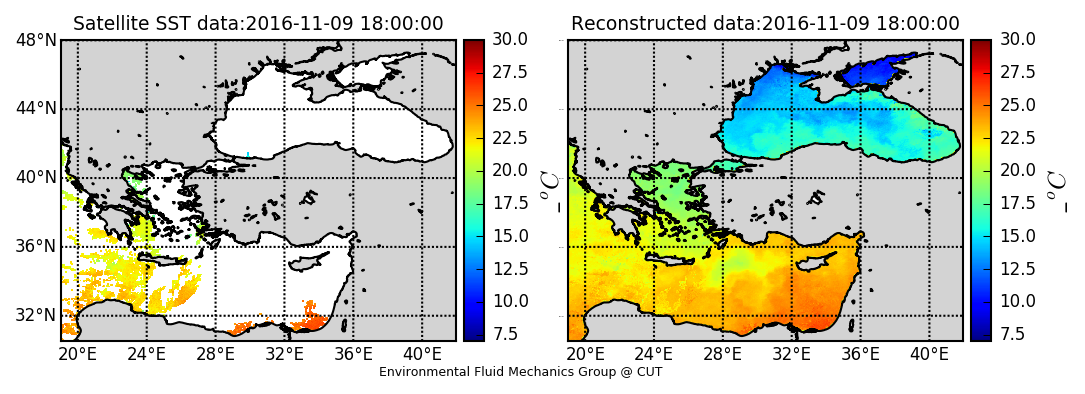 Satellite SST data:2016-11-09 18:00:00
Reconstructed data:2016-11-09 18:00:00
48°N
44°N
40°N
36°N
32°N
20°E 24°E 28°E 32°E 36°E 40°E
30.0
27.5
25.0
22.5
20.0
17.5
15.0
12.5
10.0
7.5
_°C
20°E 24°E 28°E 32°E 36°E 40°E
30.0
27.5
25.0
22.5
20.0
17.5
15.0
12.5
10.0
7.5
_°C
Environmental Fluid Mechanics Group @ CUT